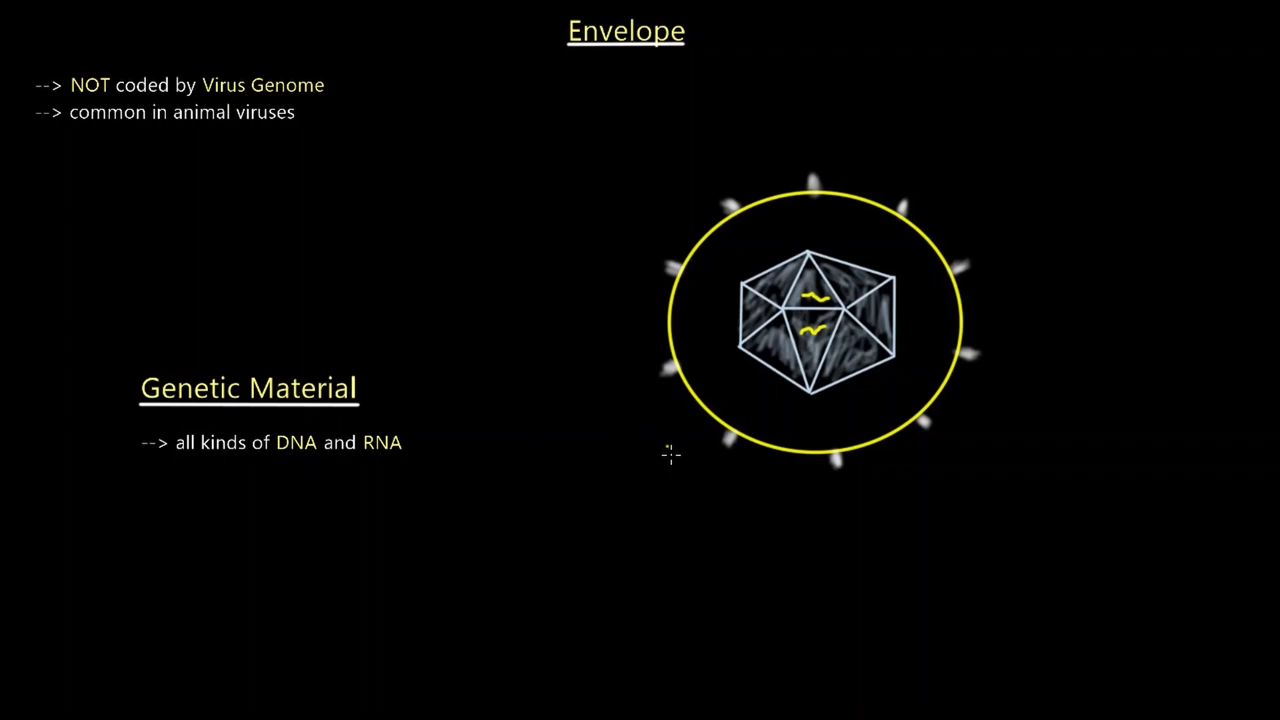 Envelope
--> NOT coded by Virus Genome
--> common in animal viruses
Genetic Material
--> all kinds of DNA and RNA